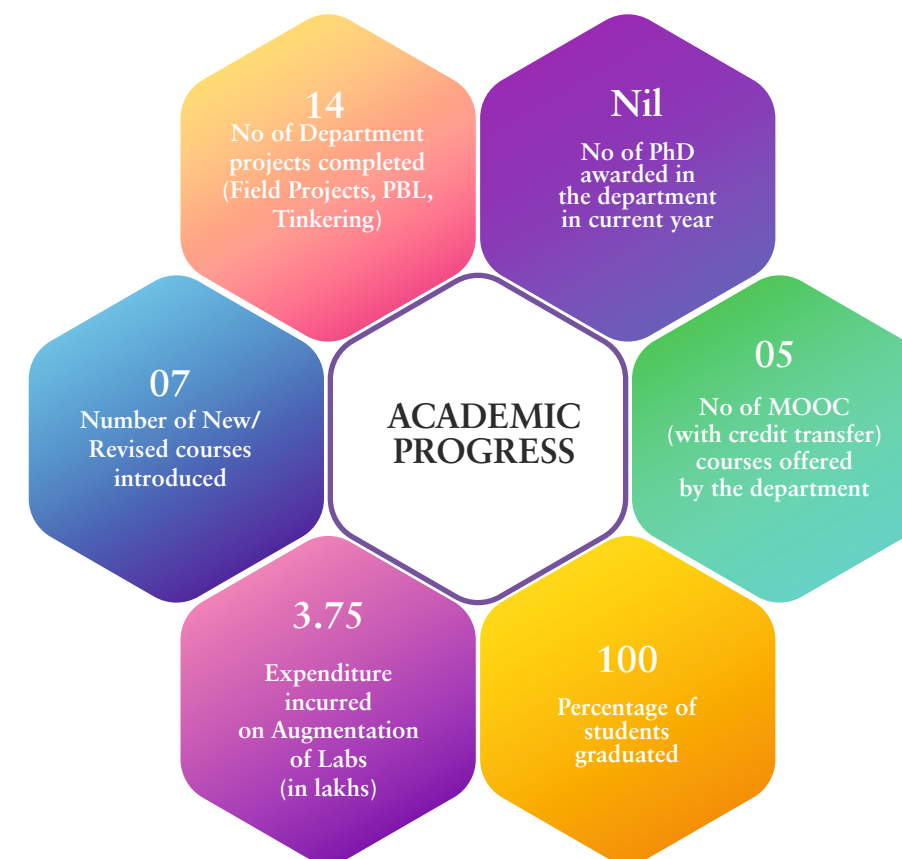 14
No of Department
projects completed
(Field Projects, PBL,
Tinkering)
Nil
No of PhD
awarded in
the department
in current year
07
Number of New/
Revised courses
introduced
ACADEMIC
PROGRESS
05
No of MOOC
(with credit transfer)
courses offered
by the department
3.75
Expenditure
incurred
on Augmentation
of Labs
(in lakhs)
100
Percentage of
students
graduated